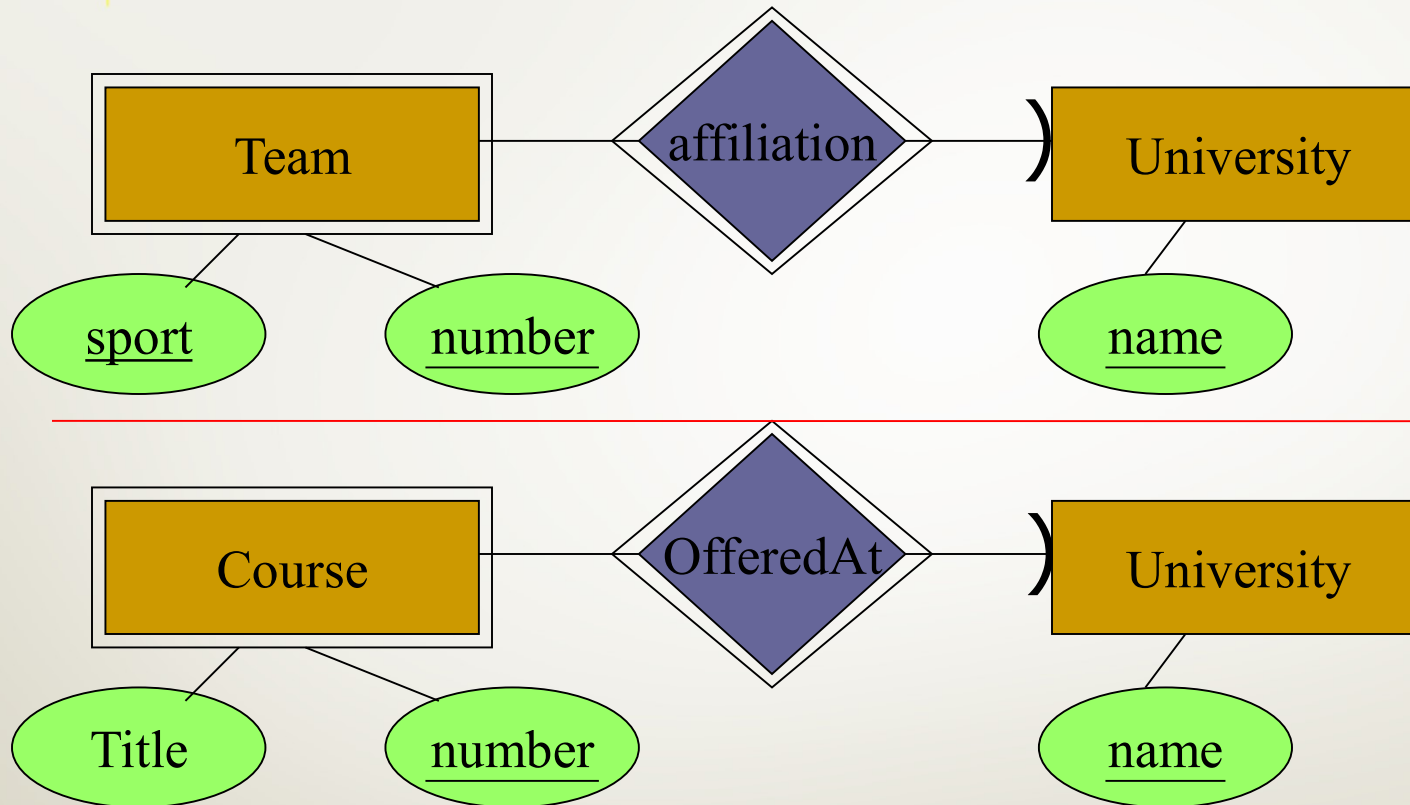 Team
affiliation
University
sport
number
name
Course
OfferedAt
University
Title
number
name